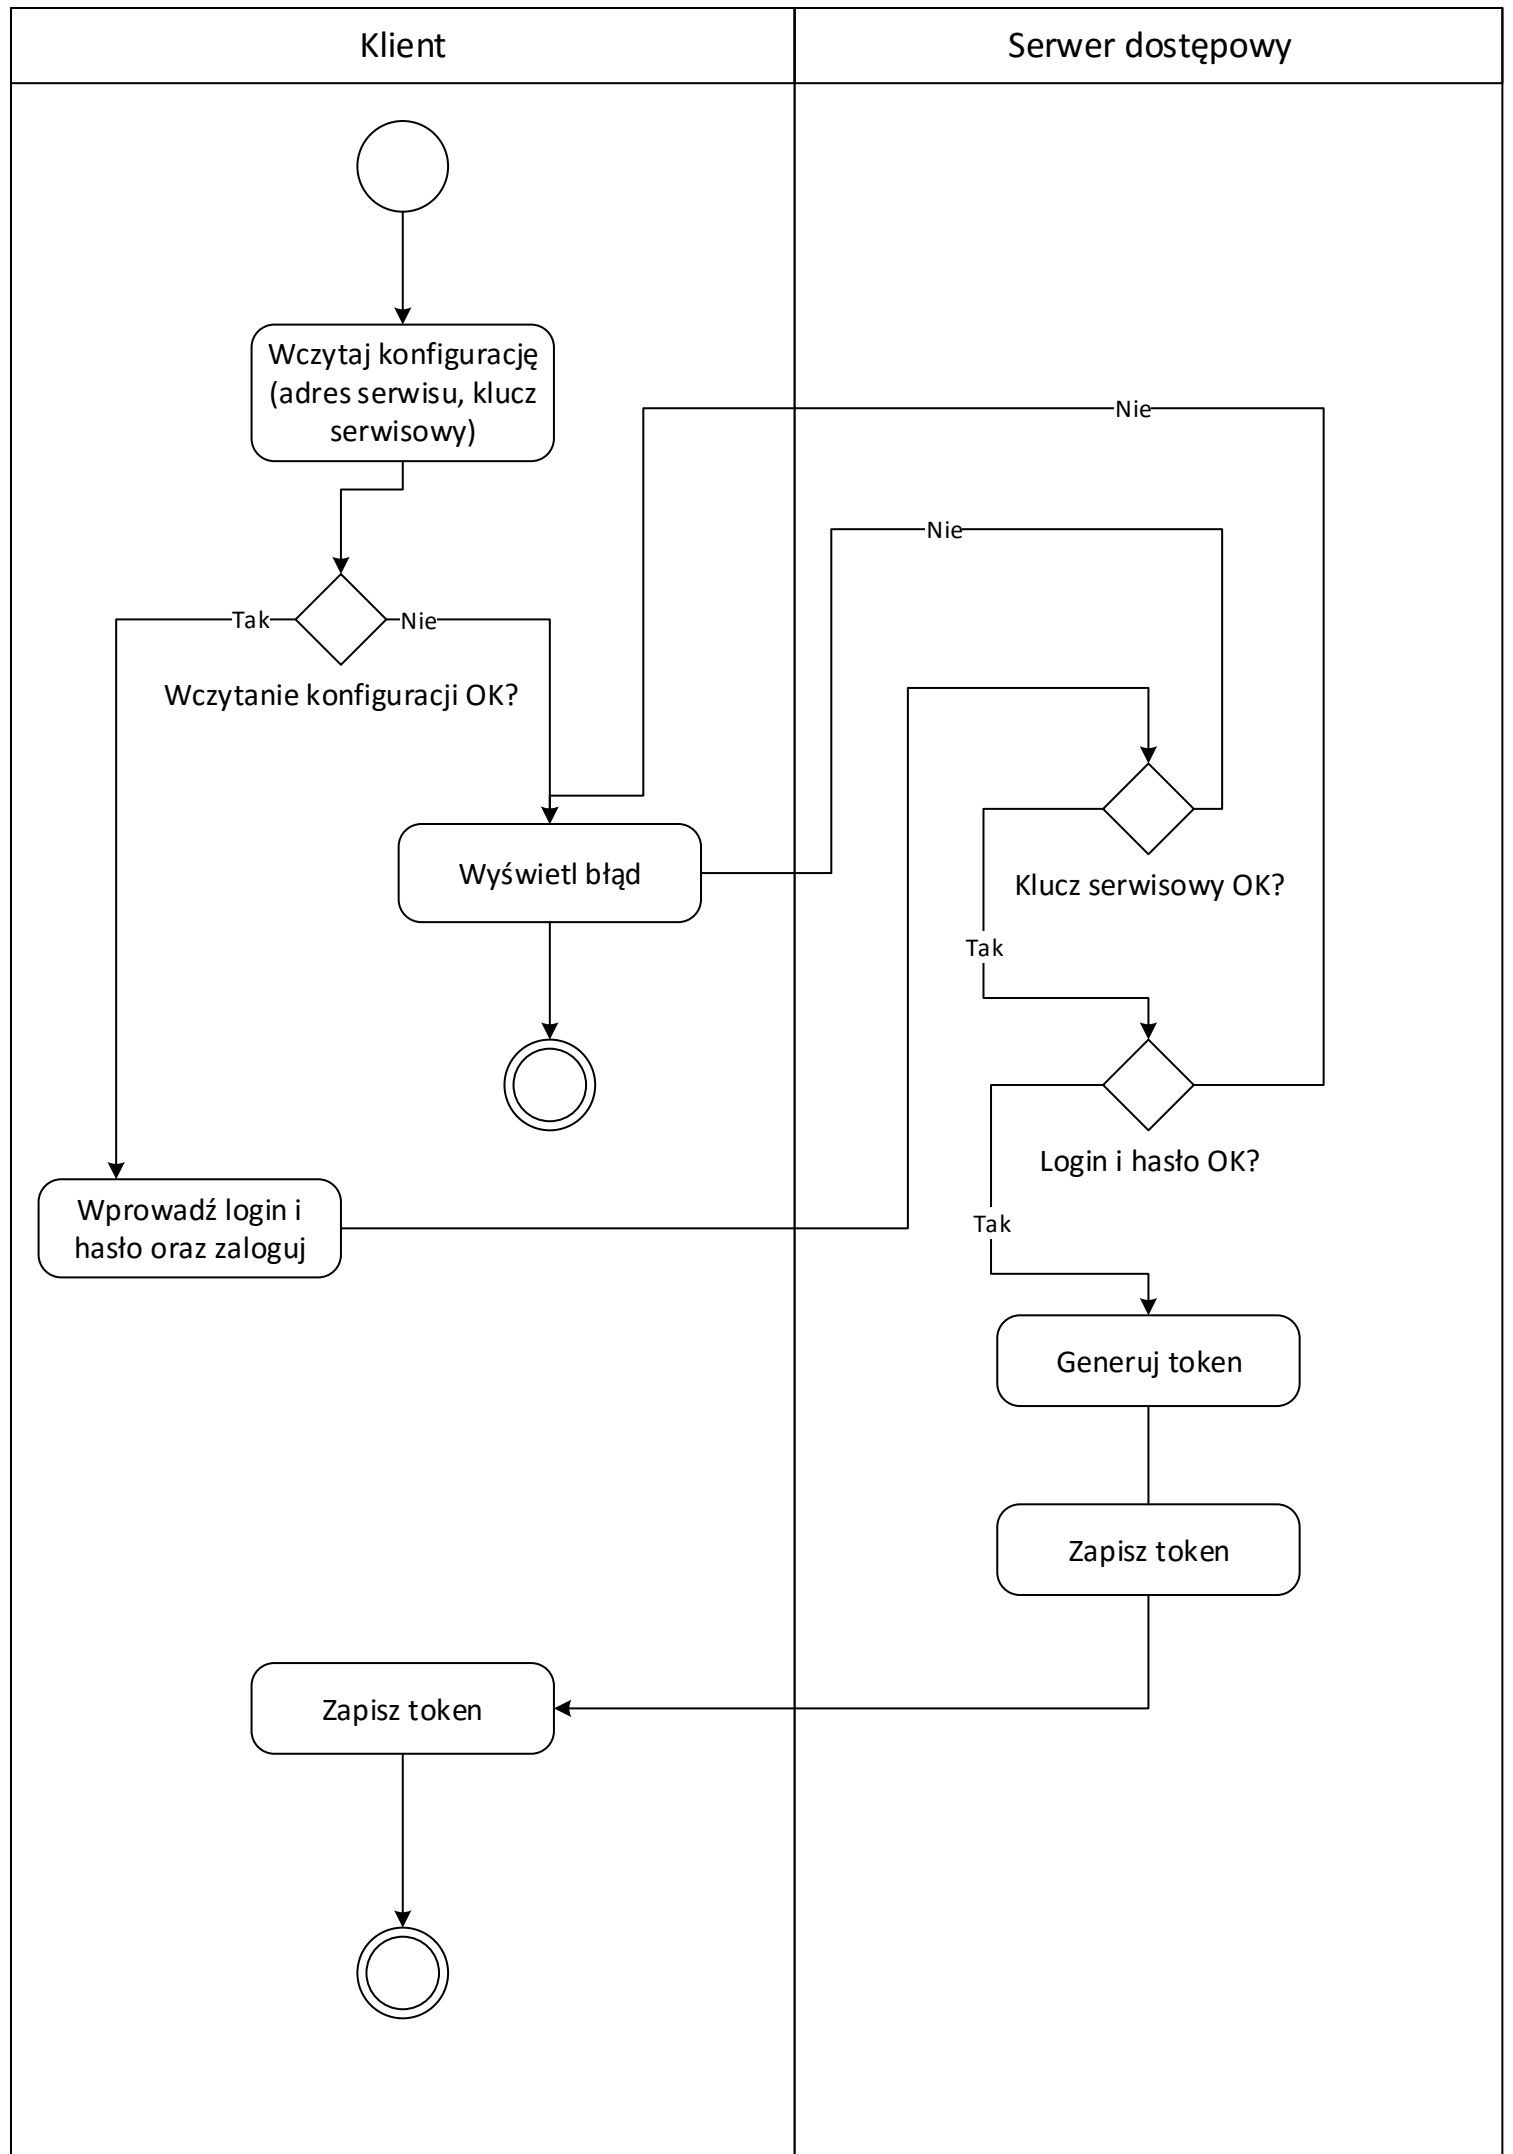 Klient
Serwer dostępowy
Wczytaj konfigurację
(adres serwisu, klucz
serwisowy)
Nie
Nie
Tak
Nie
Wczytanie konfiguracji OK?
Wyświetl błąd
Klucz serwisowy OK?
Tak
Login i hasło OK?
Wprowadź login i
hasło oraz zaloguj
Tak
Generuj token
Zapisz token
Zapisz token